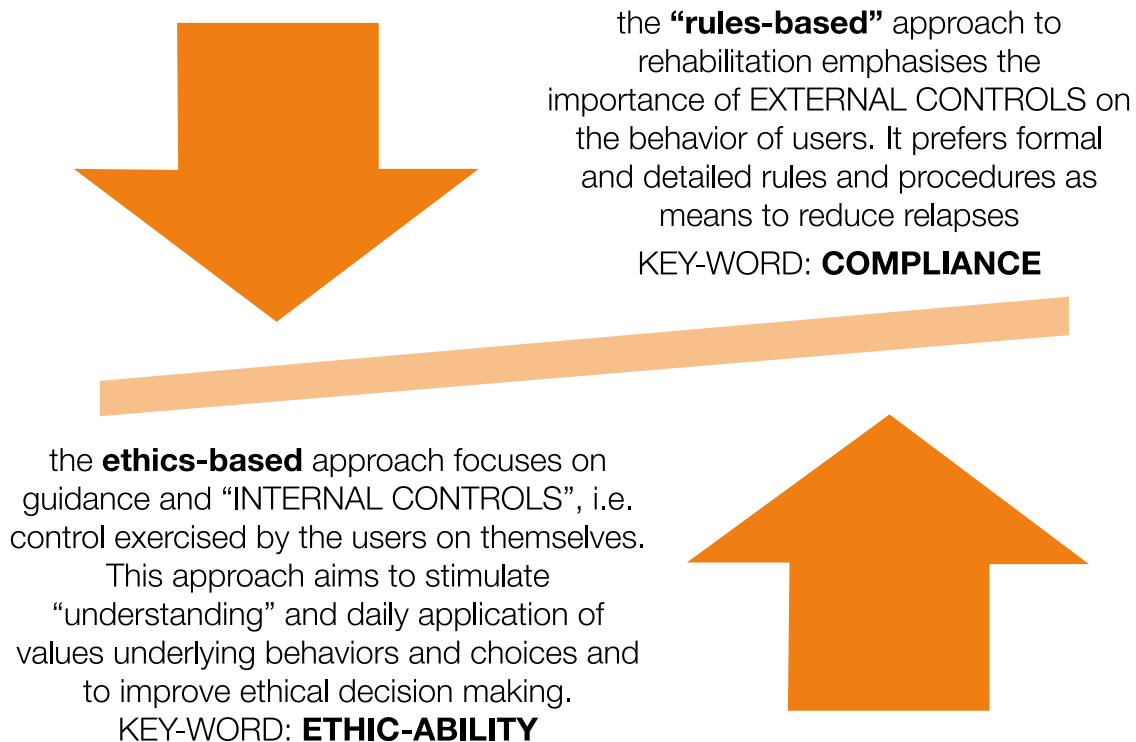 the “rules-based” approach to
rehabilitation emphasises the
importance of EXTERNAL CONTROLS on
the behavior of users. It prefers formal
and detailed rules and procedures as
means to reduce relapses
KEY-WORD: COMPLIANCE
the ethics-based approach focuses on
guidance and “INTERNAL CONTROLS”, i.e.
control exercised by the users on themselves.
This approach aims to stimulate
“understanding” and daily application of
values underlying behaviors and choices and
to improve ethical decision making.
KEY-WORD: ETHIC-ABILITY